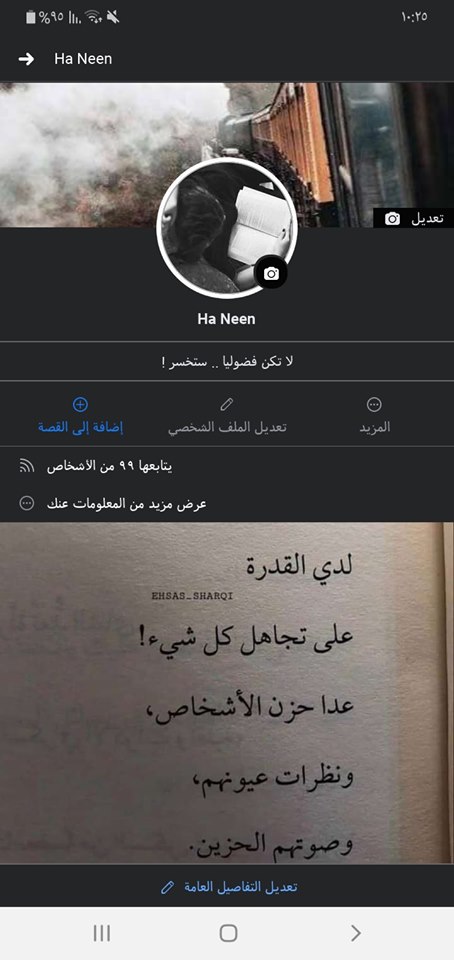 %٩٥ ١٠:٢٥
Ha Neen
تعديل
Ha Neen
لا تكن فضوليا .. ستخسر !
المزيد
تعديل الملف الشخصي
إضافة إلى القصة
يتابعها ٩٩ من الأشخاص
عرض مزيد من المعلومات عنك
لدي القدرة
EHSAS_SHARQI
على تجاهل كل شيء!
عدا حزن الأشخاص،
ونظرات عيونهم،
وصوتهم الحزين.
تعديل التفاصيل العامة